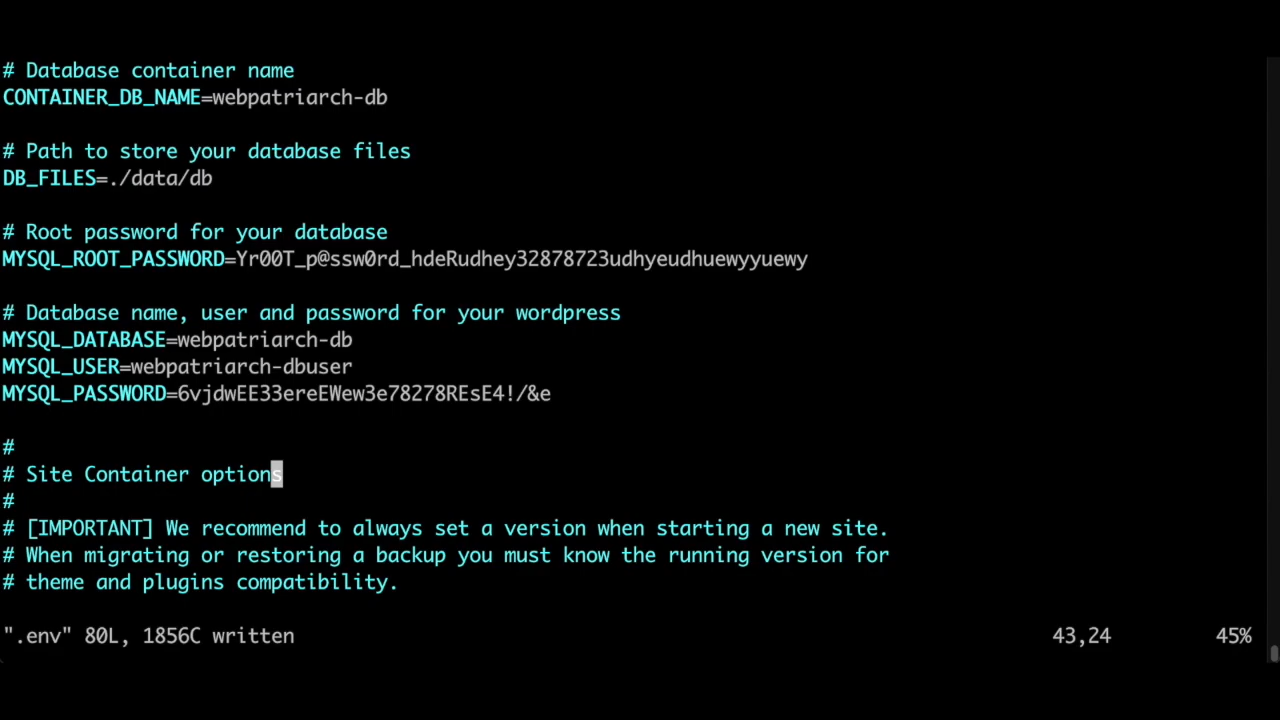 # Database container name
CONTAINER_DB_NAME=webpatriarch-db
# Path to store your database files
DB_FILES=./data/db
# Root password for your database
MYSQL_ROOT_PASSWORD=Yr00T_p@ssw0rd_hdeRudhey32878723udhyeudhuewyyuewy
# Database name, user and password for your wordpress
MYSQL_DATABASE=webpatriarch-db
MYSQL_USER=webpatriarch-dbuser
MYSQL_PASSWORD=6vjdwEE33ereEWew3e78278REsE4!/&e
#
# Site Container options
#
# [IMPORTANT] We recommend to always set a version when starting a new site.
# When migrating or restoring a backup you must know the running version for
# theme and plugins compatibility.
".env" 80L, 1856C written 43,24 45%